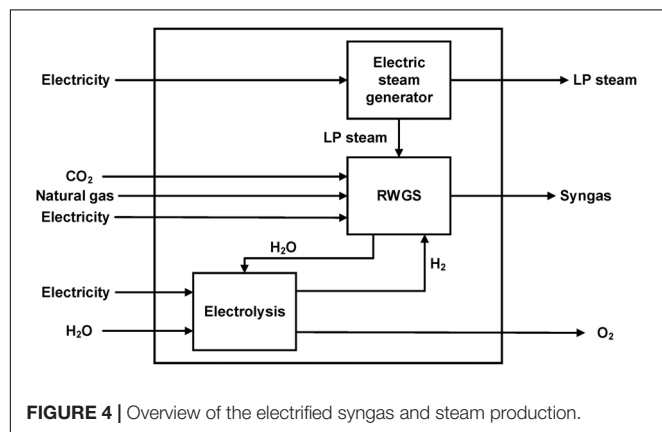 Electricity
Electric
steam
generator
LP steam
LP steam
CO₂
Natural gas
Electricity
RWGS
Syngas
H₂O
H₂
Electricity
Electrolysis
H₂O
O₂
FIGURE 4 | Overview of the electrified syngas and steam production.